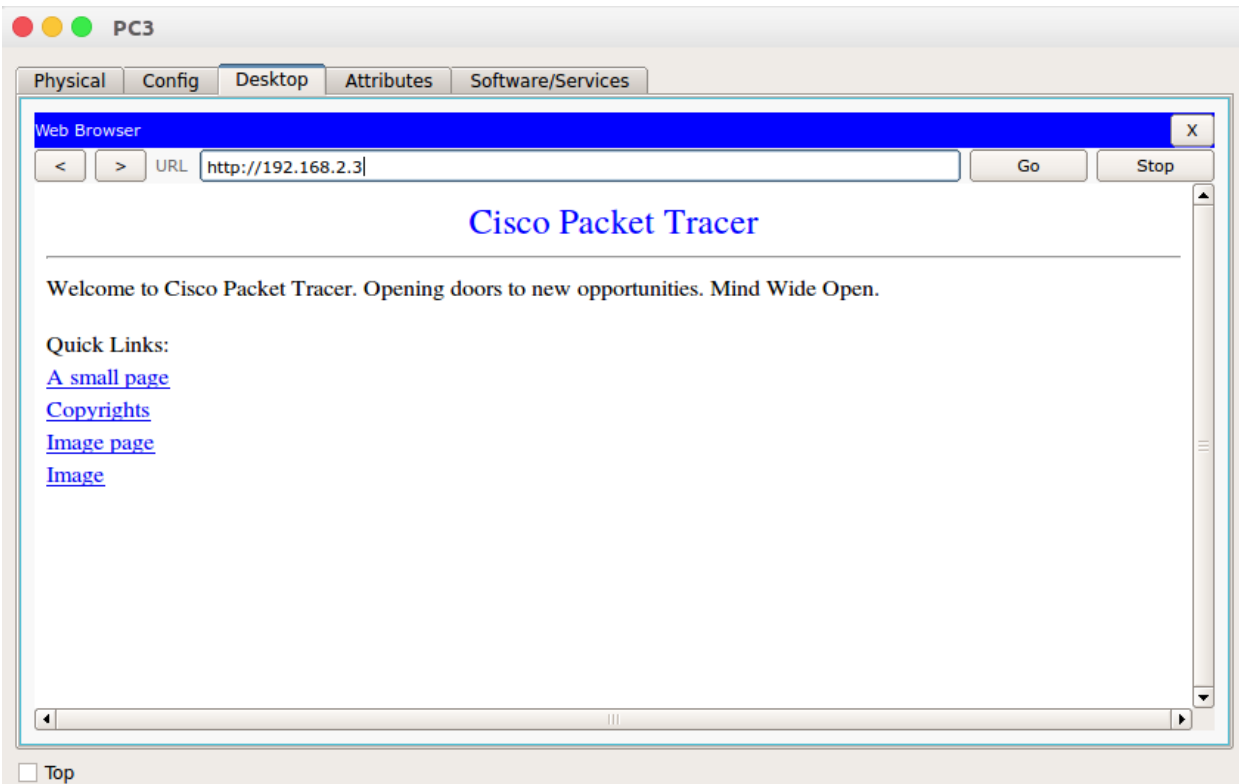 PC3
Physical Config Desktop Attributes Software/Services
Web Browser X
< > URL http://192.168.2.3 Go Stop
Cisco Packet Tracer
Welcome to Cisco Packet Tracer. Opening doors to new opportunities. Mind Wide Open.
Quick Links:
A small page
Copyrights
Image page
Image
Top